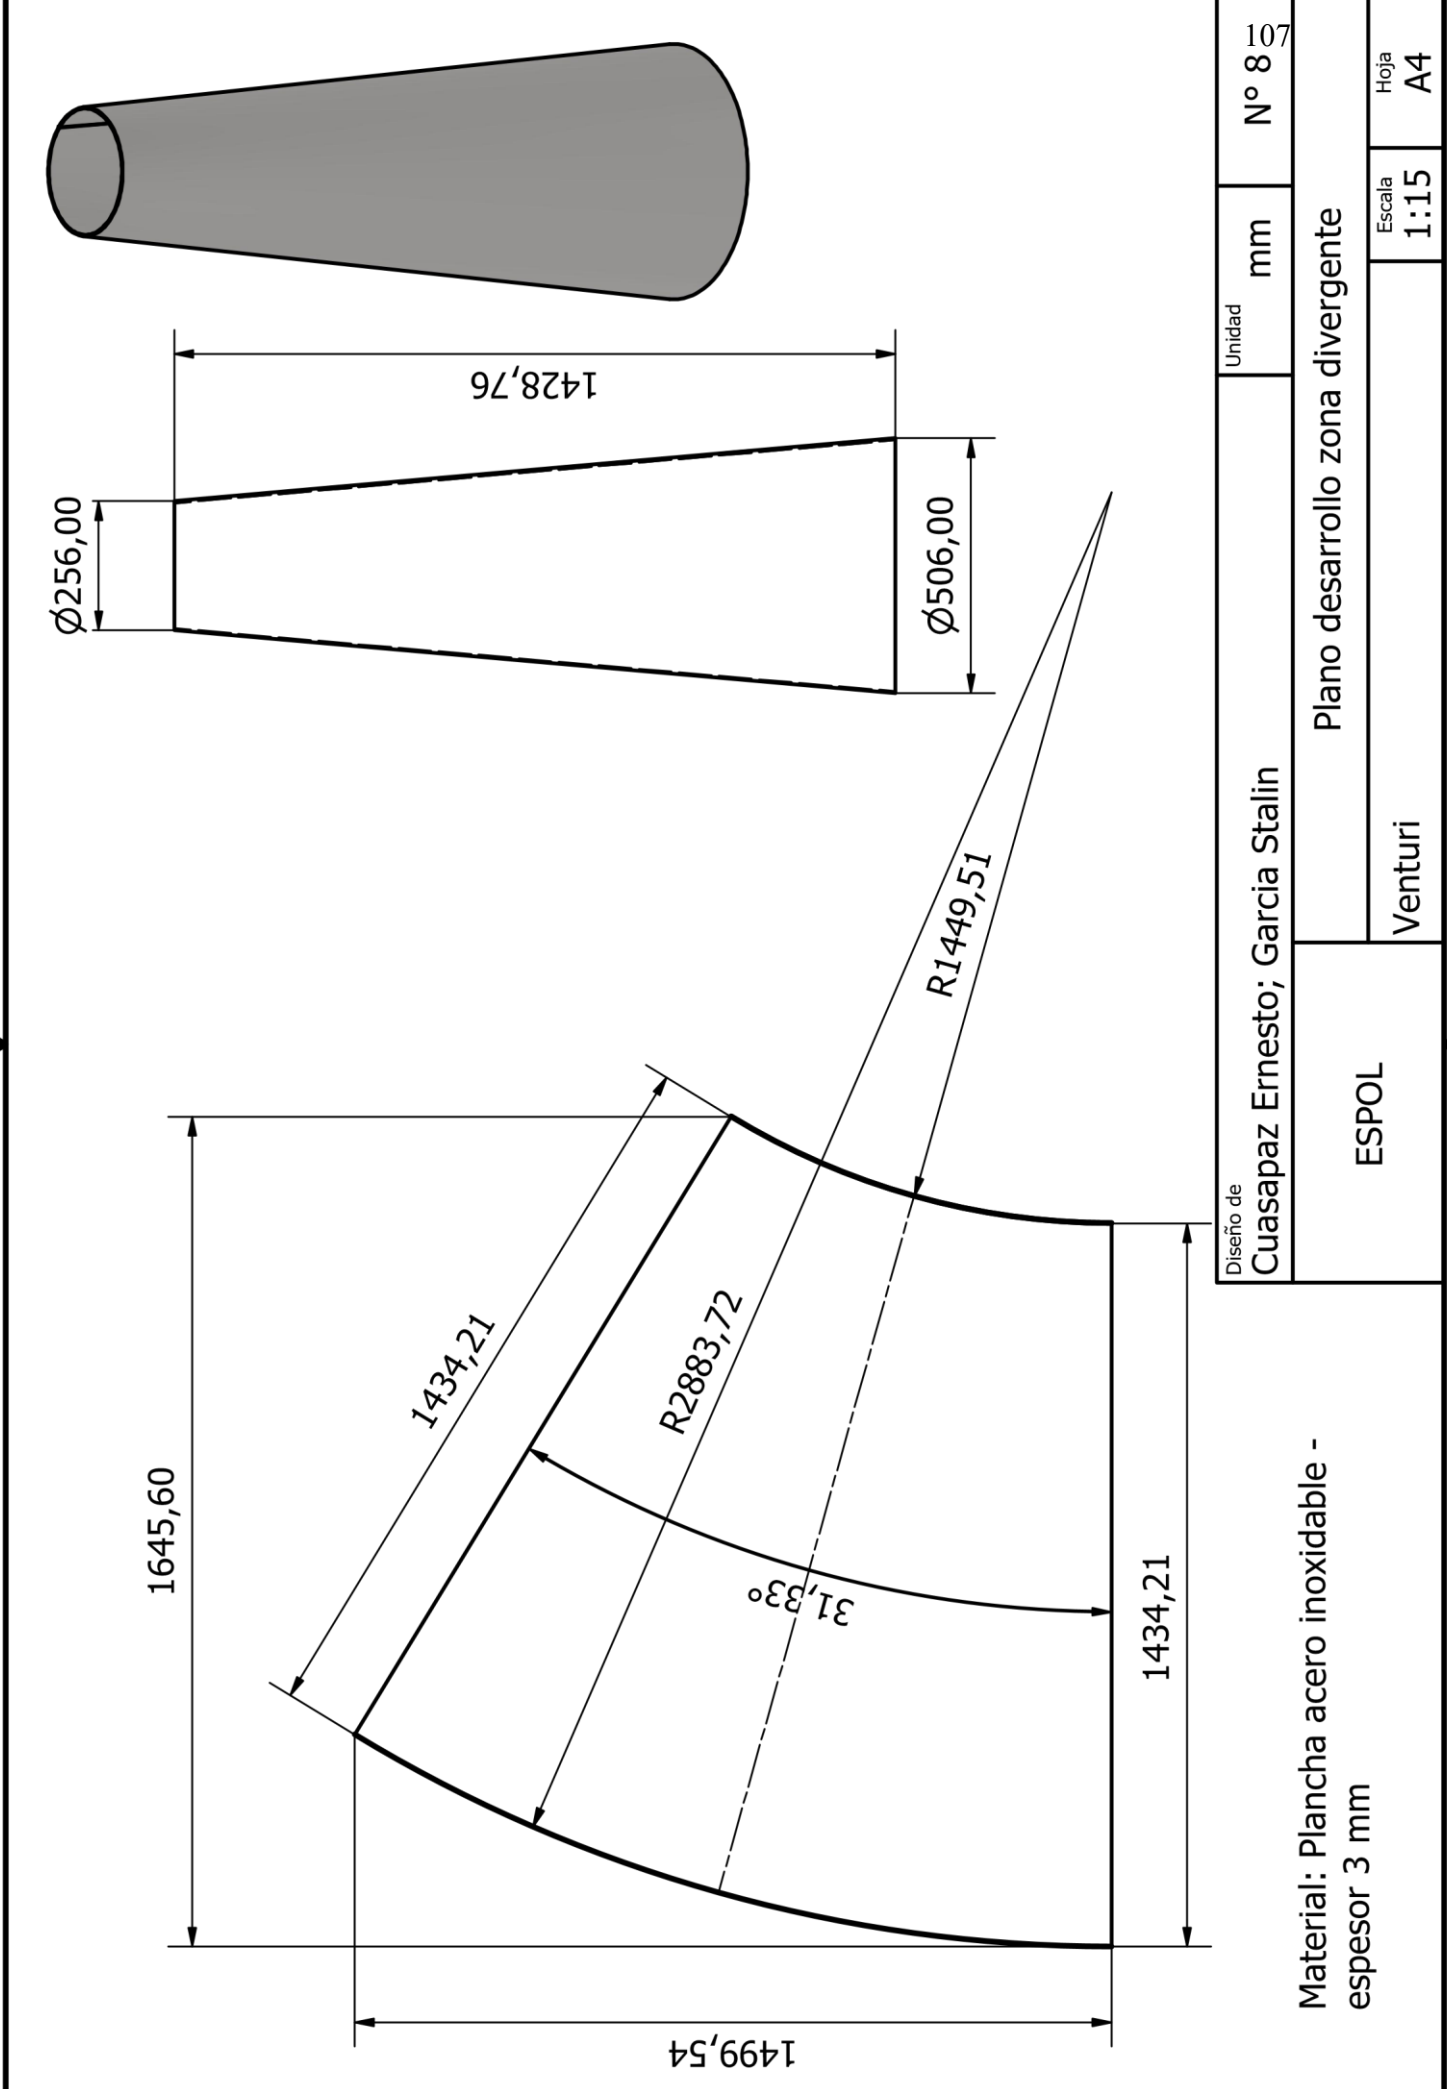 1645,60
1434,21
R2883,72
31,33°
R1449,51
1434,21
1499,54
Ø256,00
1428,76
Ø506,00
Material: Plancha acero inoxidable -
espesor 3 mm
Diseño de
Cuasapaz Ernesto; Garcia Stalin
Unidad
mm
N° 8
107
ESPOL
Plano desarrollo zona divergente
Venturi
Escala
1:15
Hoja
A4